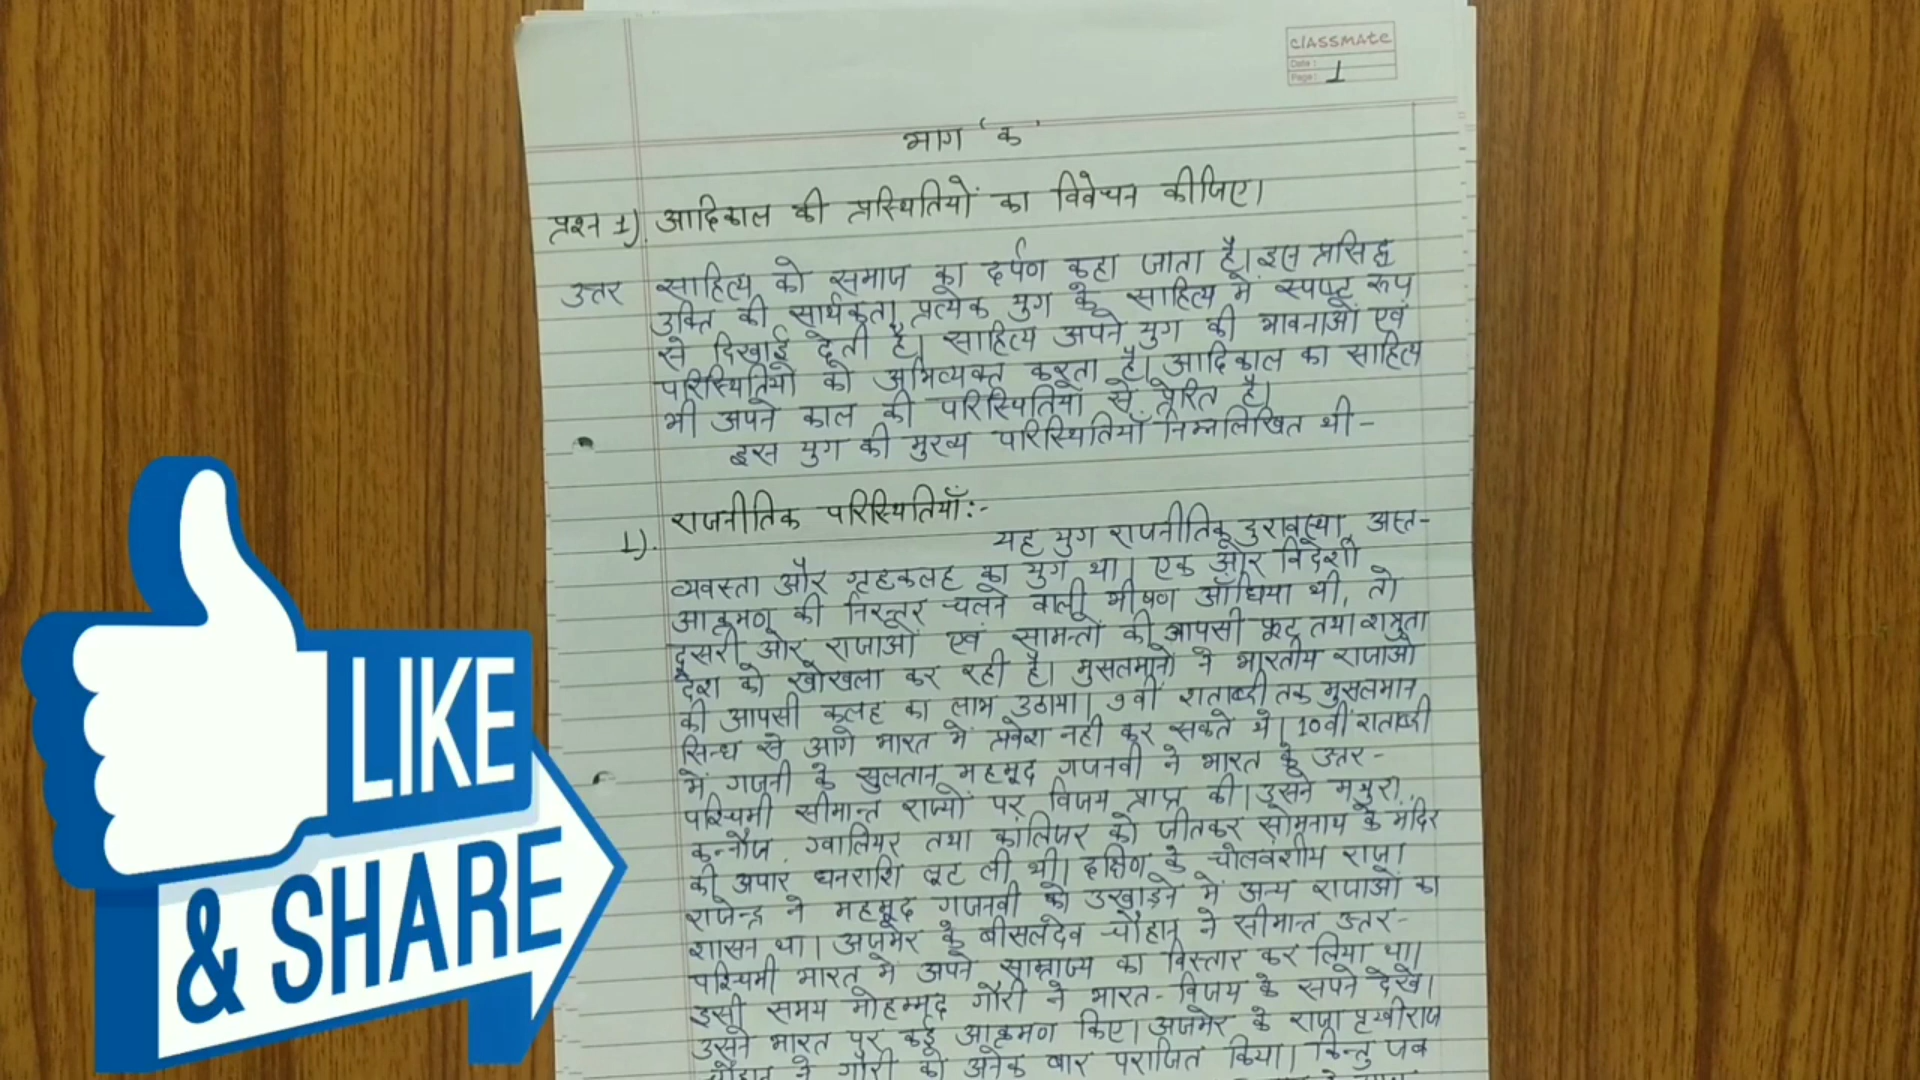 classmate
Date :
Page : 1
भाग 'क'
प्रश्न 1). आदिकाल की प्रस्थितियों का विवेचन कीजिए।
उत्तर साहित्य को समाज का दर्पण कहा जाता है। इस प्रसिद्ध
उक्ति की सार्थकता प्रत्येक युग के साहित्य में स्पष्ट रूप
से दिखाई देती है। साहित्य अपने युग की भावनाओं एवं
परिस्थितियों को अभिव्यक्त करता है। आदिकाल का साहित्य
भी अपने काल की परिस्थितियों से प्रेरित है।
इस युग की मुख्य परिस्थितियाँ निम्नलिखित थी -
1). राजनीतिक परिस्थितियाँ:-
यह युग राजनीतिक दुरावस्था, अस्त-
व्यवस्ता और गृहकलह का युग था। एक ओर विदेशी
आक्रमण की निरन्तर चलने वाली भीषण आँधिया थी, तो
दूसरी ओर राजाओं एवं सामन्तों की आपसी फूट तथा शत्रुता
देश को खोखला कर रही है। मुसलमानों ने भारतीय राजाओं
की आपसी कलह का लाभ उठाया। 9वीं शताब्दी तक मुसलमान
सिन्ध से आगे भारत में प्रवेश नही कर सकते थे। 10वीं शताब्दी
में गजनी के सुलतान महमूद गजनवी ने भारत के उत्तर-
पश्चिमी सीमान्त राज्यों पर विजय प्राप्त की। उसने मथुरा,
कन्नौज, ग्वालियर तथा कालिंजर को जीतकर सोमनाथ के मंदिर
की अपार धनराशि लूट ली थी। दक्षिण के चोलवंशीय राजा
राजेन्द्र ने महमूद गजनवी को उखाड़ने में अन्य राजाओं का
शासन था। अजमेर के बीसलदेव चौहान ने सीमान्त उत्तर-
पश्चिमी भारत में अपने साम्राज्य का विस्तार कर लिया था।
इसी समय मोहम्मद गौरी ने भारत-विजय के सपने देखे।
उसने भारत पर कई आक्रमण किए। अजमेर के राजा पृथ्वीराज
चौहान ने गौरी को अनेक बार पराजित किया। किन्तु जब
LIKE
& SHARE